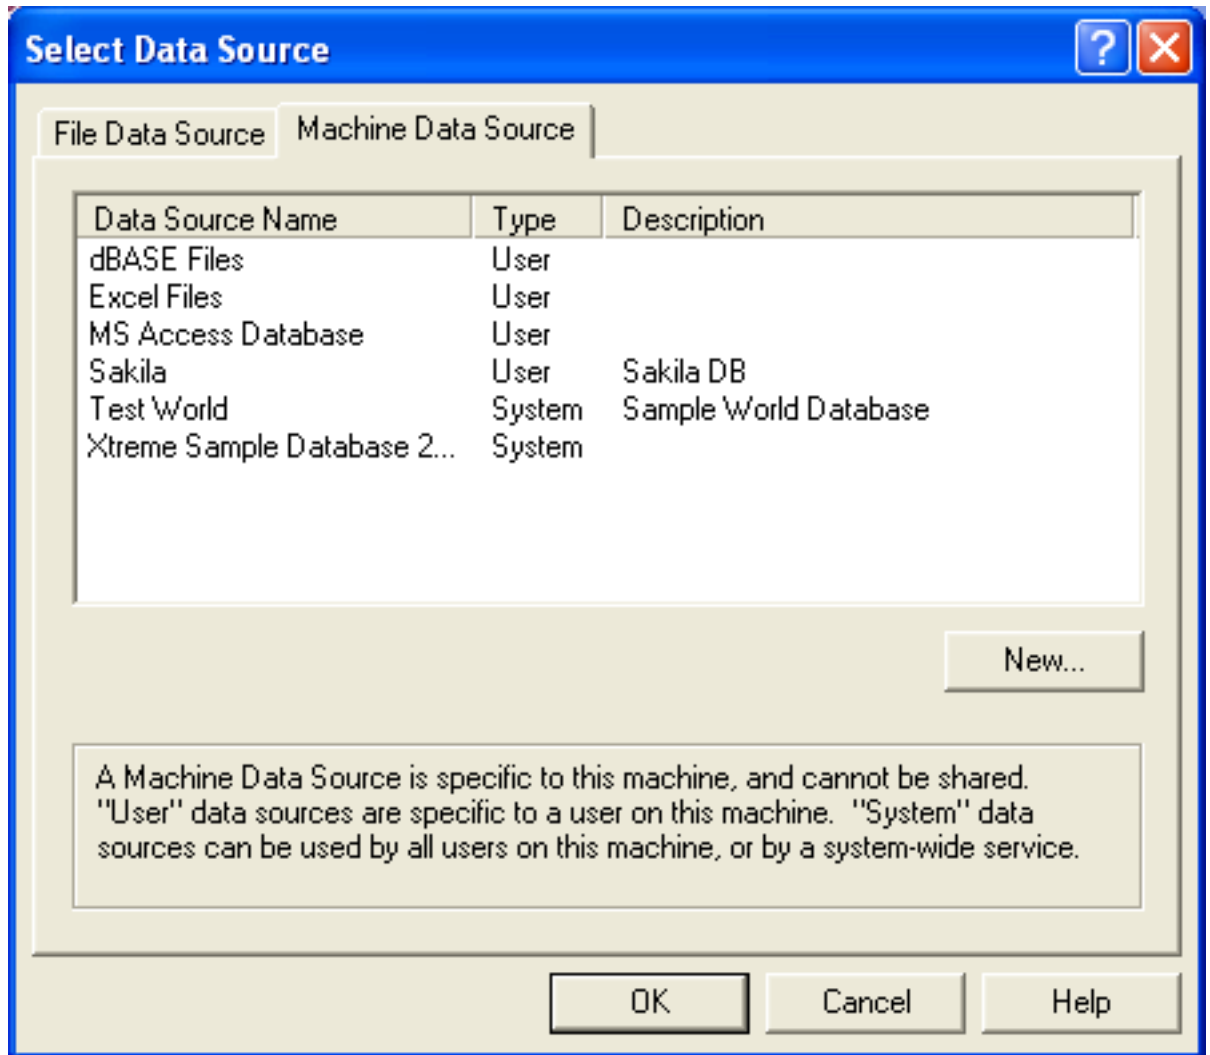 Select Data Source
?
File Data Source Machine Data Source
Data Source Name Type Description
dBASE Files User
Excel Files User
MS Access Database User
Sakila User Sakila DB
Test World System Sample World Database
Xtreme Sample Database 2... System
New...
A Machine Data Source is specific to this machine, and cannot be shared.
"User" data sources are specific to a user on this machine.  "System" data
sources can be used by all users on this machine, or by a system-wide service.
OK Cancel Help